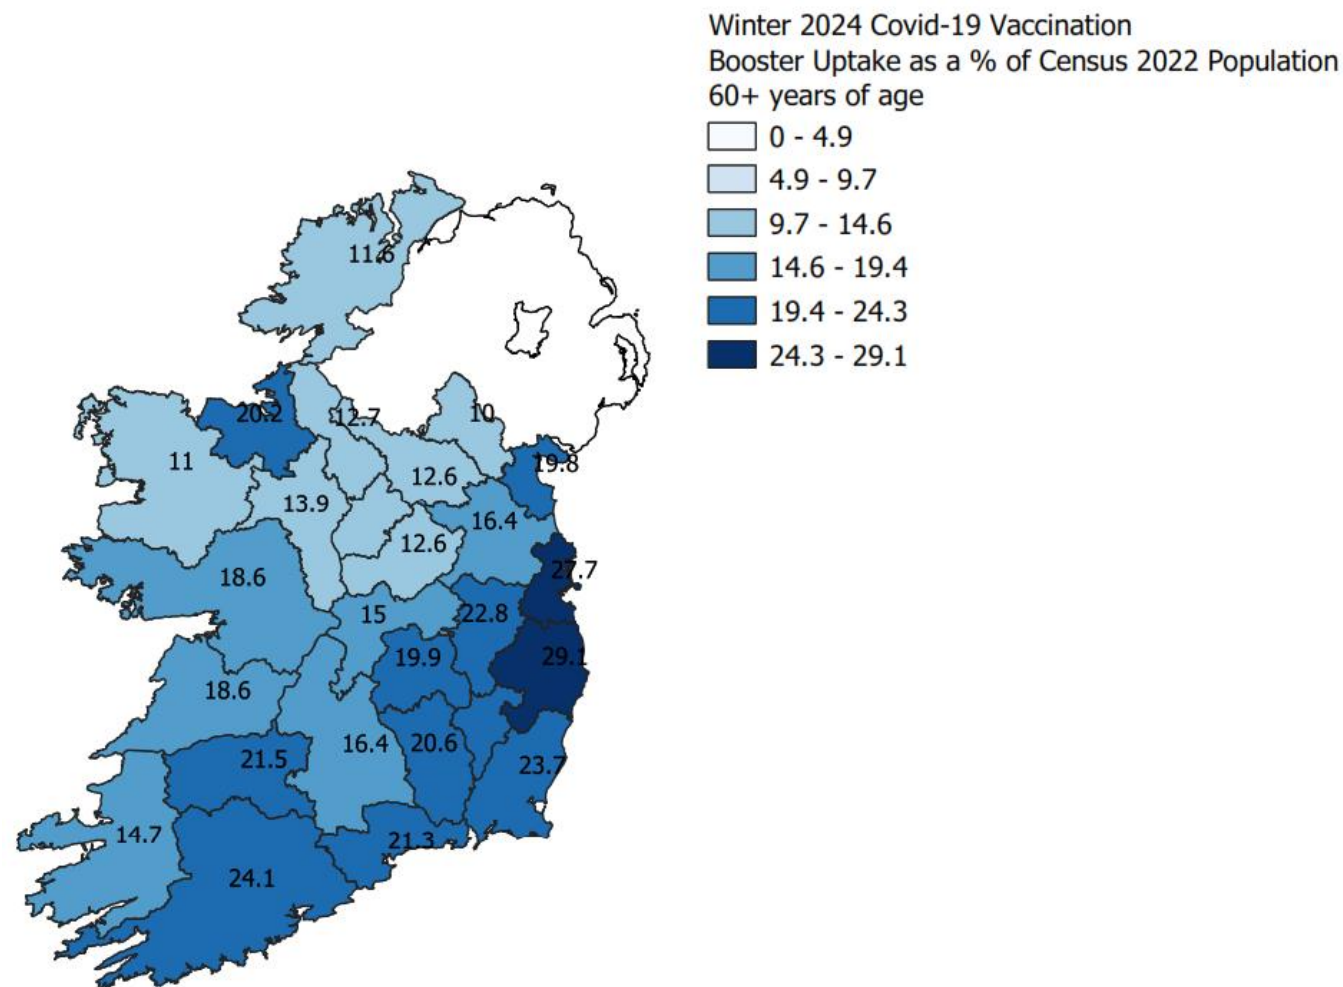 Winter 2024 Covid-19 Vaccination
Booster Uptake as a % of Census 2022 Population
60+ years of age
0 - 4.9
4.9 - 9.7
9.7 - 14.6
14.6 - 19.4
19.4 - 24.3
24.3 - 29.1
11.6
20.2
12.7
10
11
12.6
19.8
13.9
16.4
12.6
18.6
27.7
15
22.8
19.9
29.1
18.6
16.4
20.6
21.5
23.7
14.7
21.3
24.1